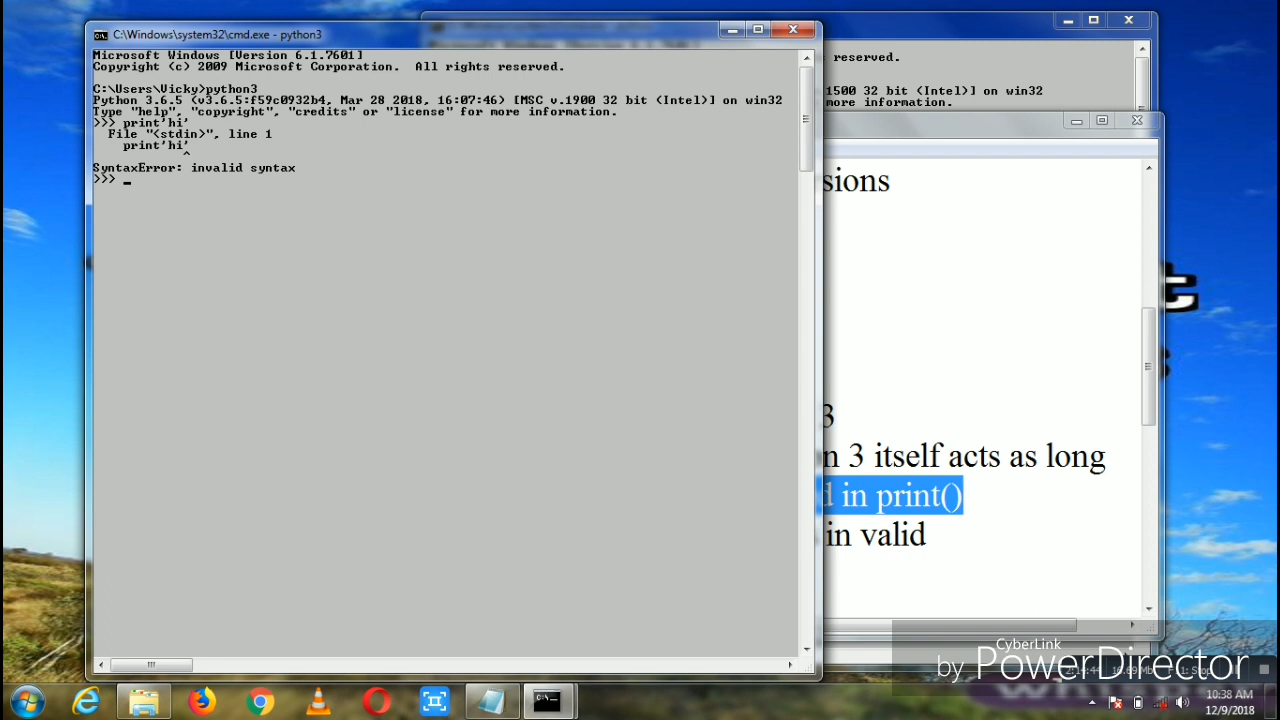 C:\Windows\system32\cmd.exe - python3
Microsoft Windows [Version 6.1.7601]
Copyright (c) 2009 Microsoft Corporation.  All rights reserved.
C:\Users\Vicky>python3
Python 3.6.5 (v3.6.5:f59c0932b4, Mar 28 2018, 16:07:46) [MSC v.1900 32 bit (Intel)] on win32
Type "help", "copyright", "credits" or "license" for more information.
>>> print'hi'
  File "<stdin>", line 1
    print'hi'
            ^
SyntaxError: invalid syntax
>>> _
reserved.
1500 32 bit (Intel)] on win32
more information.
sions
3
n 3 itself acts as long
d in print()
in valid
t
CyberLink
by PowerDirector
10:38 AM
12/9/2018